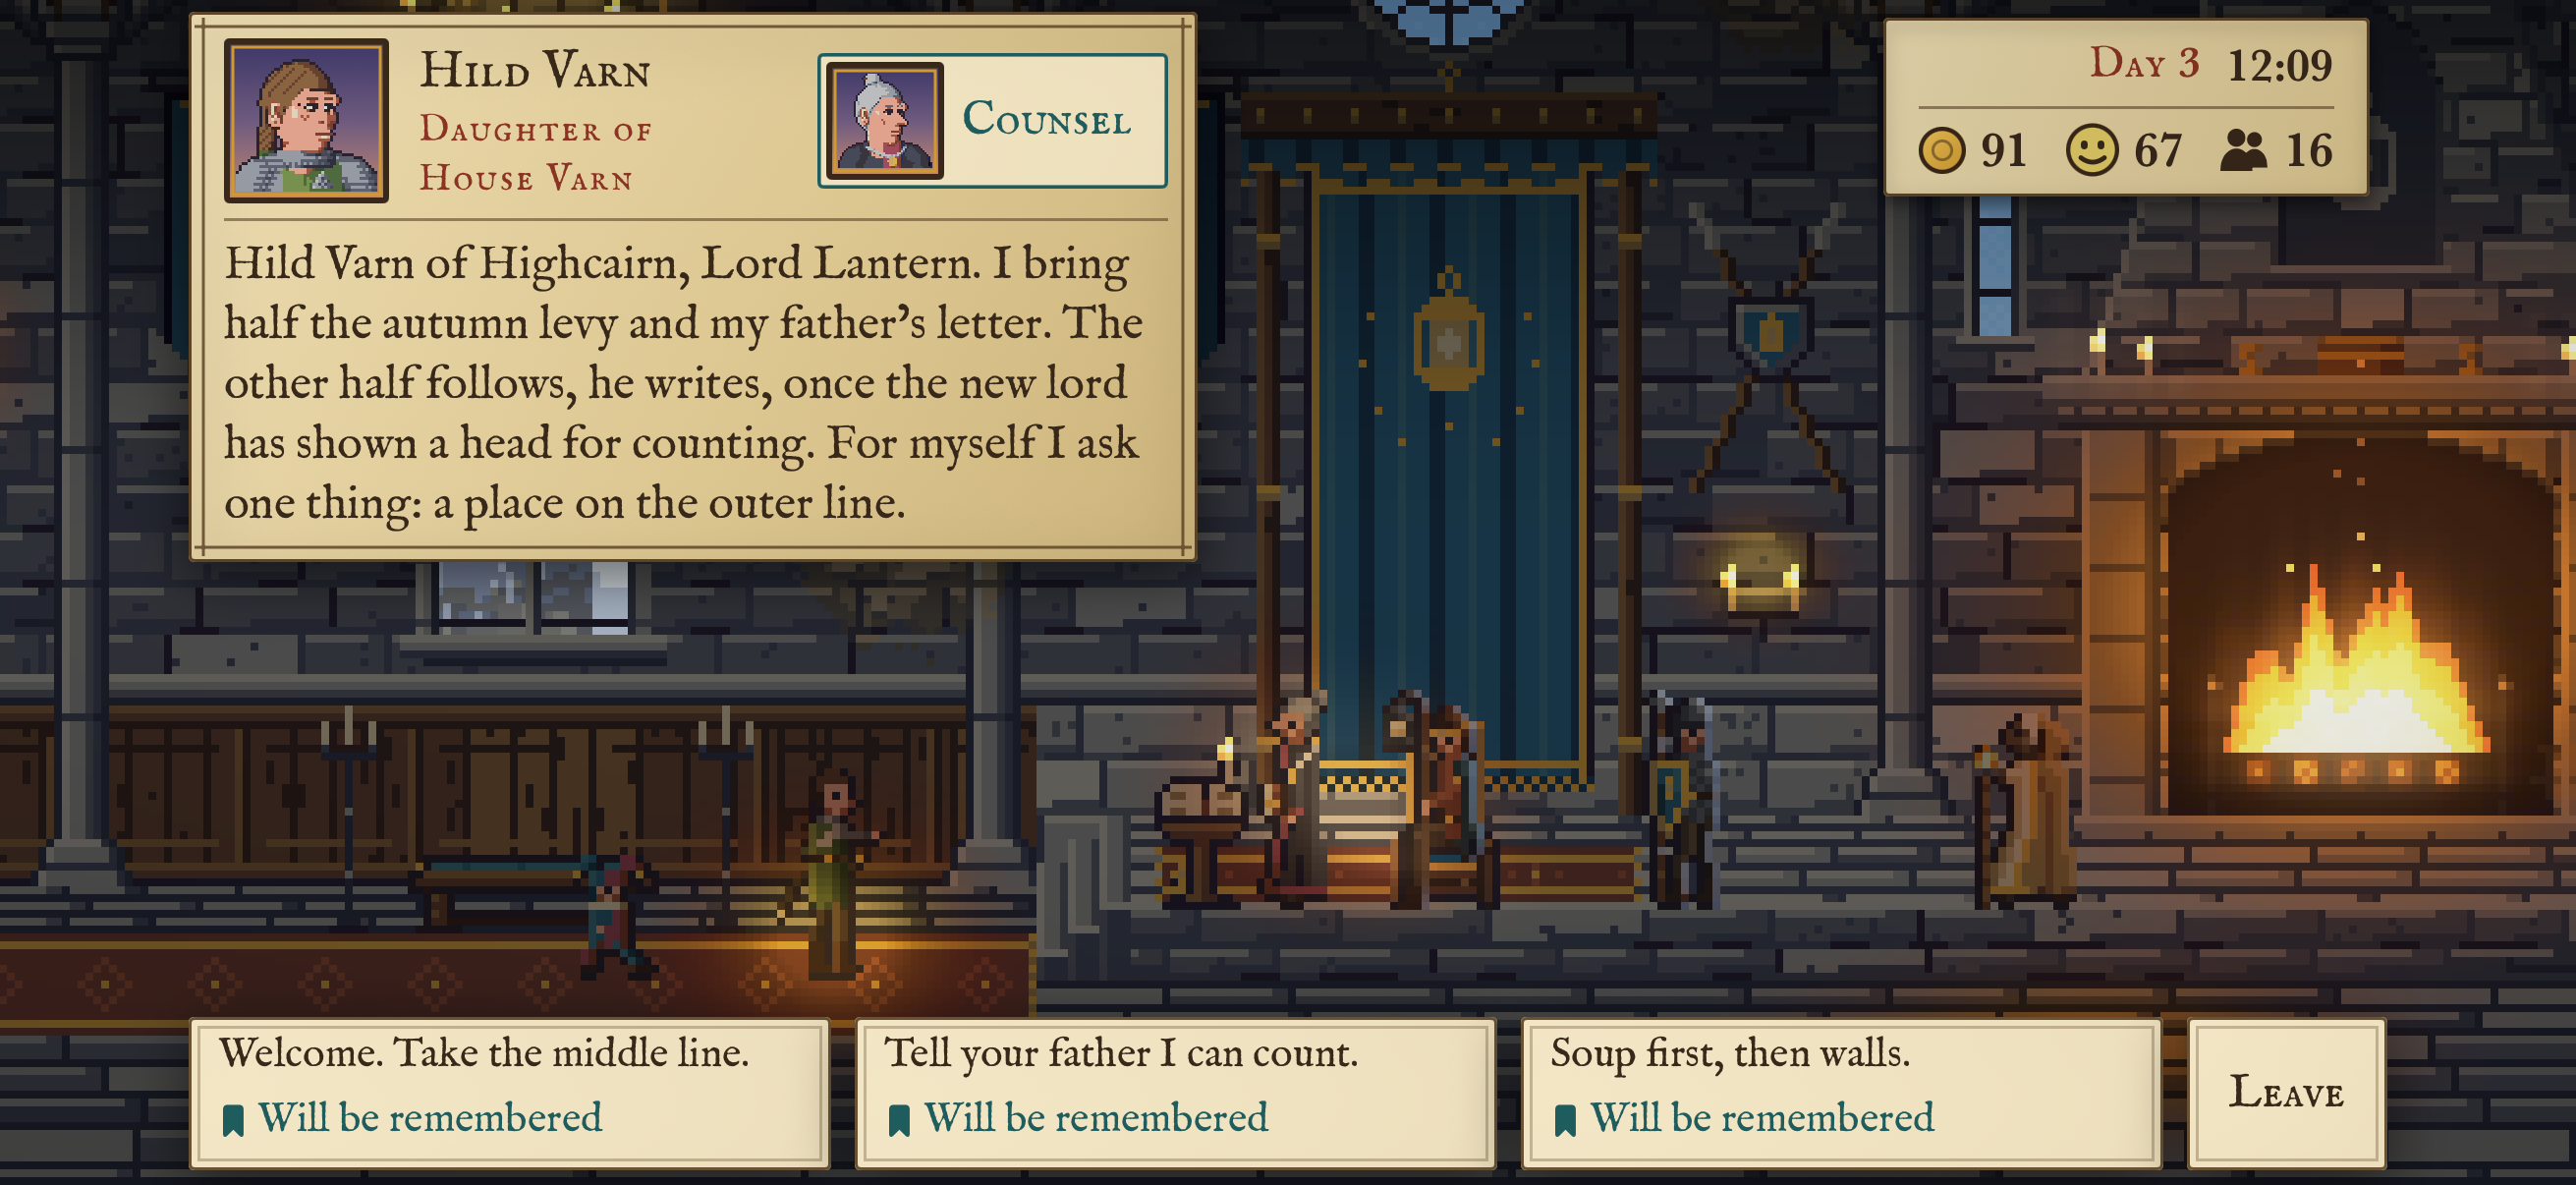 Hild Varn
Daughter of
House Varn
Counsel
Hild Varn of Highcairn, Lord Lantern. I bring
half the autumn levy and my father’s letter. The
other half follows, he writes, once the new lord
has shown a head for counting. For myself I ask
one thing: a place on the outer line.
Day 3 12:09
91 67 16
Welcome. Take the middle line.
Will be remembered
Tell your father I can count.
Will be remembered
Soup first, then walls.
Will be remembered
Leave